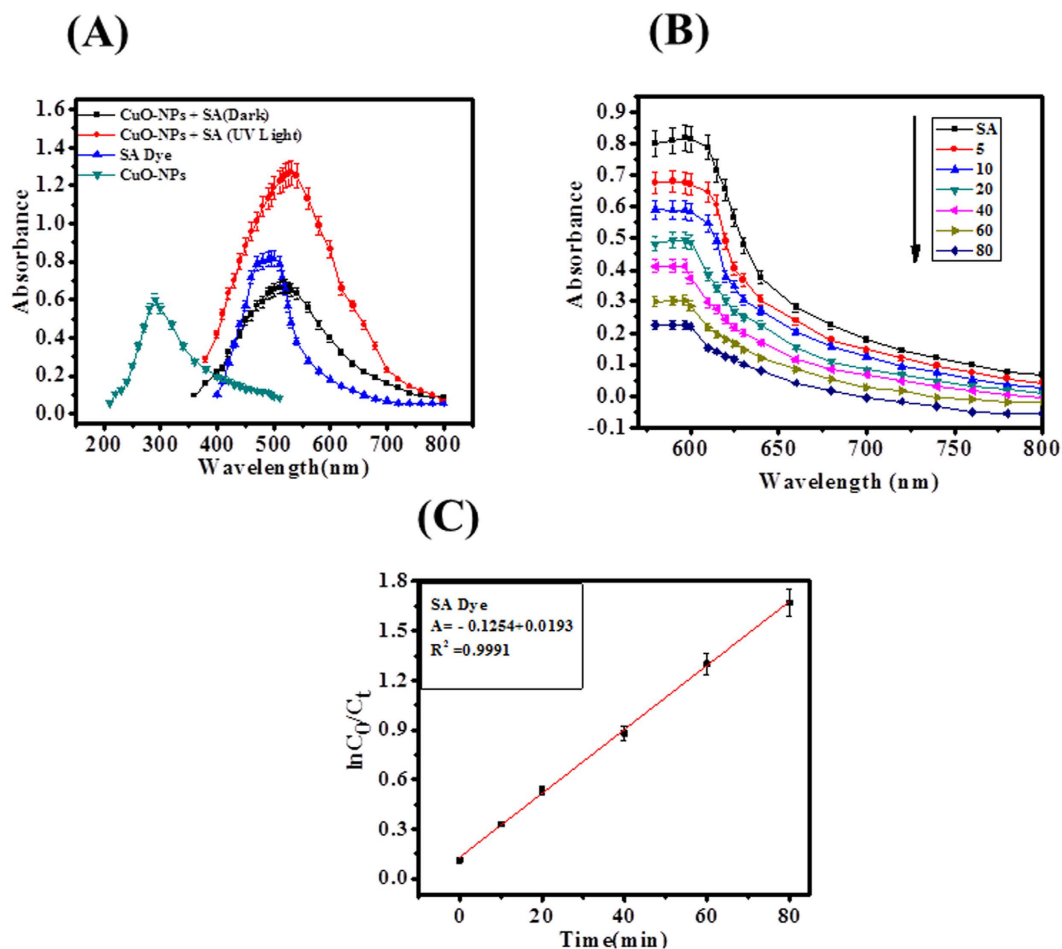 (A)
1.6
1.4
1.2
1.0
0.8
0.6
0.4
0.2
0.0
Absorbance
CuO-NPs + SA(Dark)
CuO-NPs + SA (UV Light)
SA Dye
CuO-NPs
200 300 400 500 600 700 800
Wavelength(nm)
(B)
0.9
0.8
0.7
0.6
0.5
0.4
0.3
0.2
0.1
0.0
-0.1
Absorbance
SA
5
10
20
40
60
80
600 650 700 750 800
Wavelength (nm)
(C)
1.8
1.5
1.2
0.9
0.6
0.3
0.0
lnC0/Ct
SA Dye
A= - 0.1254+0.0193
R² =0.9991
0 20 40 60 80
Time(min)